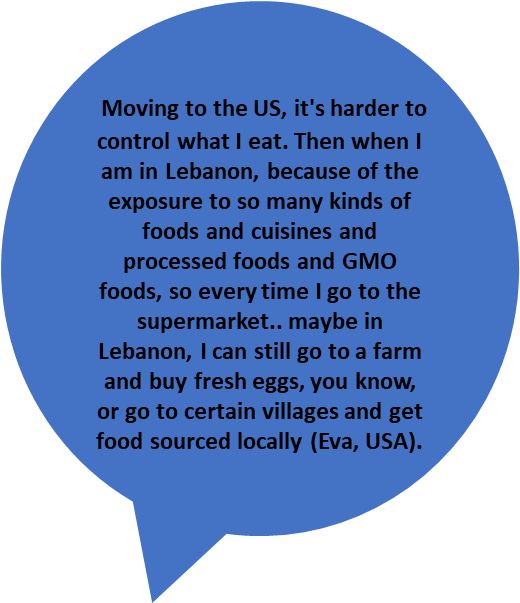 Moving to the US, it's harder to
control what I eat. Then when I
am in Lebanon, because of the
exposure to so many kinds of
foods and cuisines and
processed foods and GMO
foods, so every time I go to the
supermarket.. maybe in
Lebanon, I can still go to a farm
and buy fresh eggs, you know,
or go to certain villages and get
food sourced locally (Eva, USA).